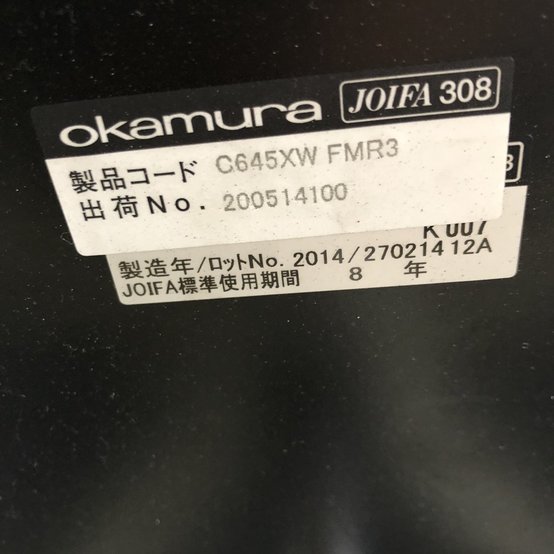 okamura JOIFA 308
製品コード C645XW FMR3
出荷No. 200514100
K007
製造年/ロットNo. 2014/27021412A
JOIFA標準使用期間 8 年